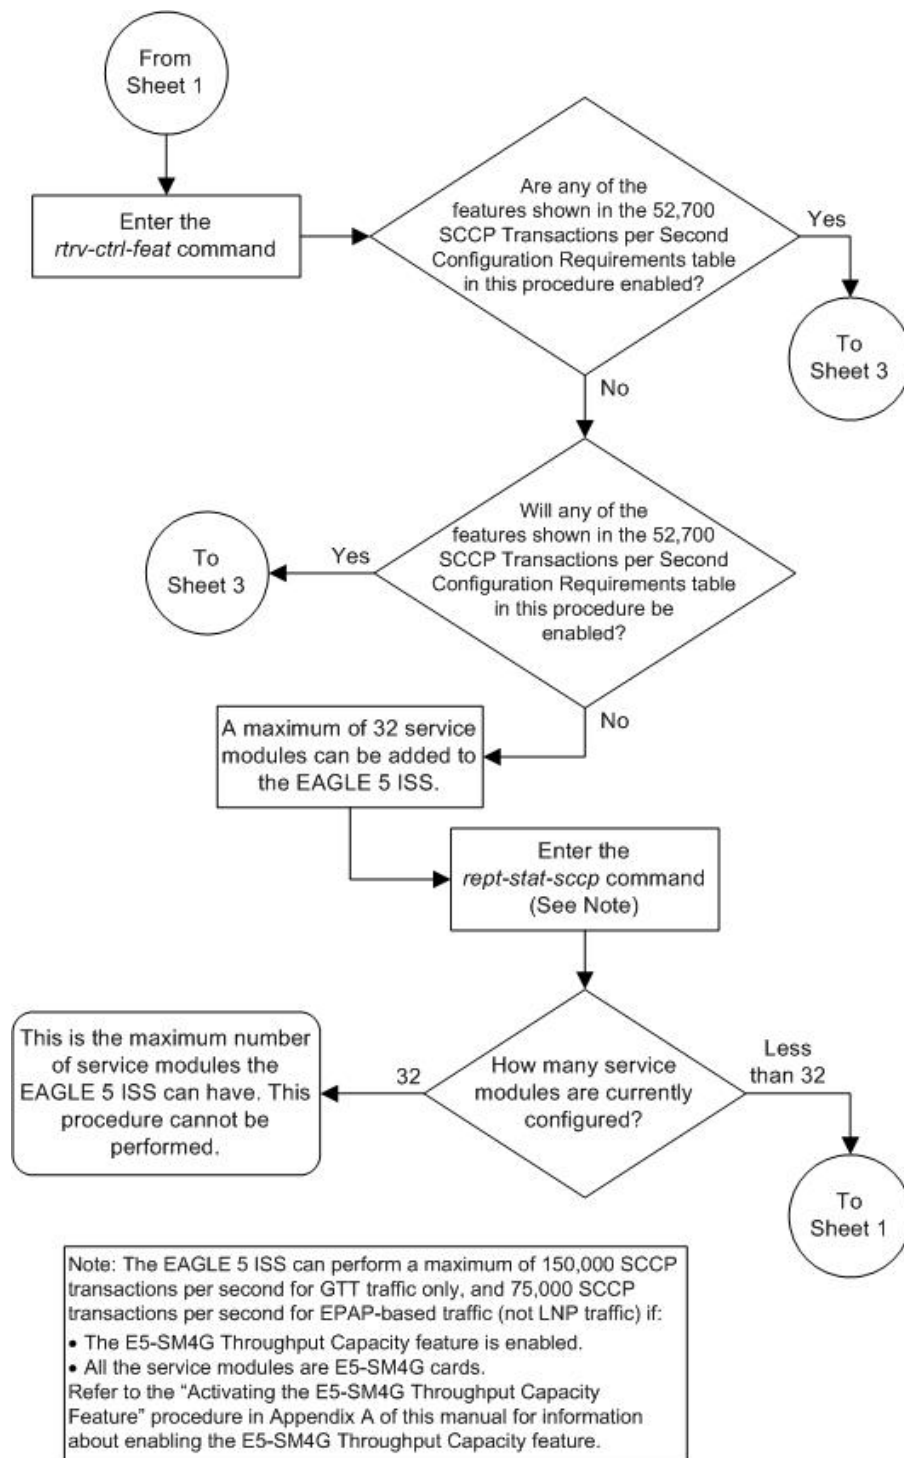 From
Sheet 1
Enter the
rtrv-ctrl-feat command
Are any of the
features shown in the 52,700
SCCP Transactions per Second
Configuration Requirements table
in this procedure enabled?
Yes
To
Sheet 3
No
Will any of the
features shown in the 52,700
SCCP Transactions per Second
Configuration Requirements table
in this procedure be
enabled?
Yes
To
Sheet 3
No
A maximum of 32 service
modules can be added to
the EAGLE 5 ISS.
Enter the
rept-stat-sccp command
(See Note)
How many service
modules are currently
configured?
32
This is the maximum number
of service modules the
EAGLE 5 ISS can have. This
procedure cannot be
performed.
Less
than 32
To
Sheet 1
Note: The EAGLE 5 ISS can perform a maximum of 150,000 SCCP
transactions per second for GTT traffic only, and 75,000 SCCP
transactions per second for EPAP-based traffic (not LNP traffic) if:
• The E5-SM4G Throughput Capacity feature is enabled.
• All the service modules are E5-SM4G cards.
Refer to the “Activating the E5-SM4G Throughput Capacity
Feature” procedure in Appendix A of this manual for information
about enabling the E5-SM4G Throughput Capacity feature.